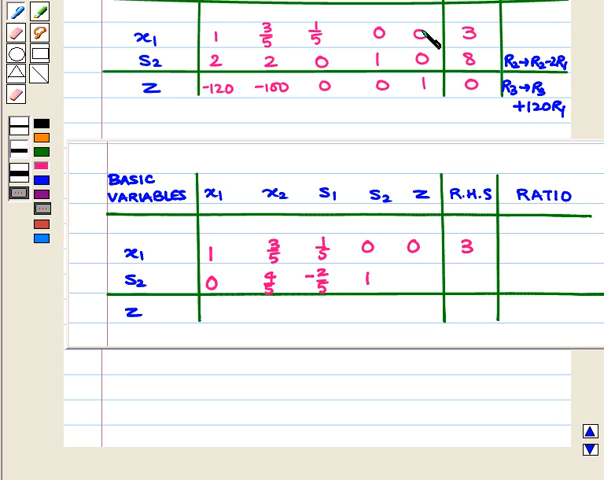 x1 1 3/5 1/5 0 0 3
S2 2 2 0 1 0 8 R2→R2-2R1
Z -120 -100 0 0 1 0 R3→R3
+120R1
BASIC
VARIABLES x1 x2 S1 S2 Z R.H.S RATIO
x1 1 3/5 1/5 0 0 3
S2 0 4/5 -2/5 1
Z